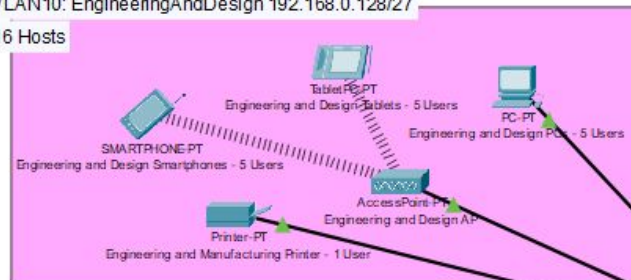 VLAN10: EngineeringAndDesign 192.168.0.128/27
6 Hosts
TabletPC-PT
Engineering and Design Tablets - 5 Users
PC-PT
Engineering and Design PCs - 5 Users
SMARTPHONE-PT
Engineering and Design Smartphones - 5 Users
AccessPoint-PT
Engineering and Design AP
Printer-PT
Engineering and Manufacturing Printer - 1 User